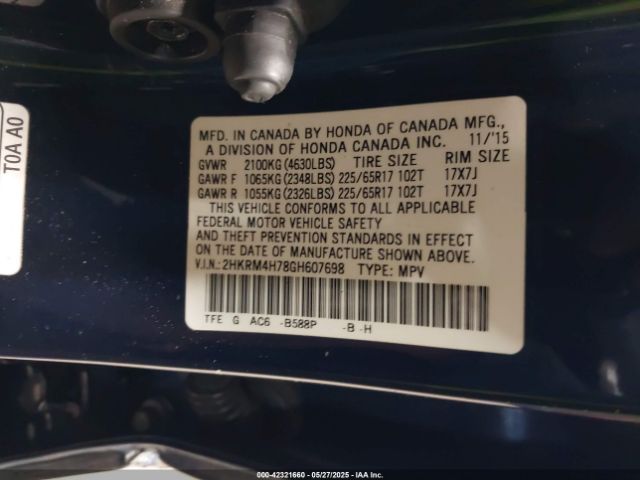 TOA A0
MFD. IN CANADA BY HONDA OF CANADA MFG.,
A DIVISION OF HONDA CANADA INC. 11/'15
GVWR 2100KG (4630LBS) TIRE SIZE RIM SIZE
GAWR F 1065KG (2348LBS) 225/65R17 102T 17X7J
GAWR R 1055KG (2326LBS) 225/65R17 102T 17X7J
THIS VEHICLE CONFORMS TO ALL APPLICABLE
FEDERAL MOTOR VEHICLE SAFETY
AND THEFT PREVENTION STANDARDS IN EFFECT
ON THE DATE OF MANUFACTURE SHOWN ABOVE.
V.I.N.:2HKRM4H78GH607698 TYPE: MPV
TFE G AC6 -B588P -B -H
000-42321660 - 05/27/2025 - IAA Inc.